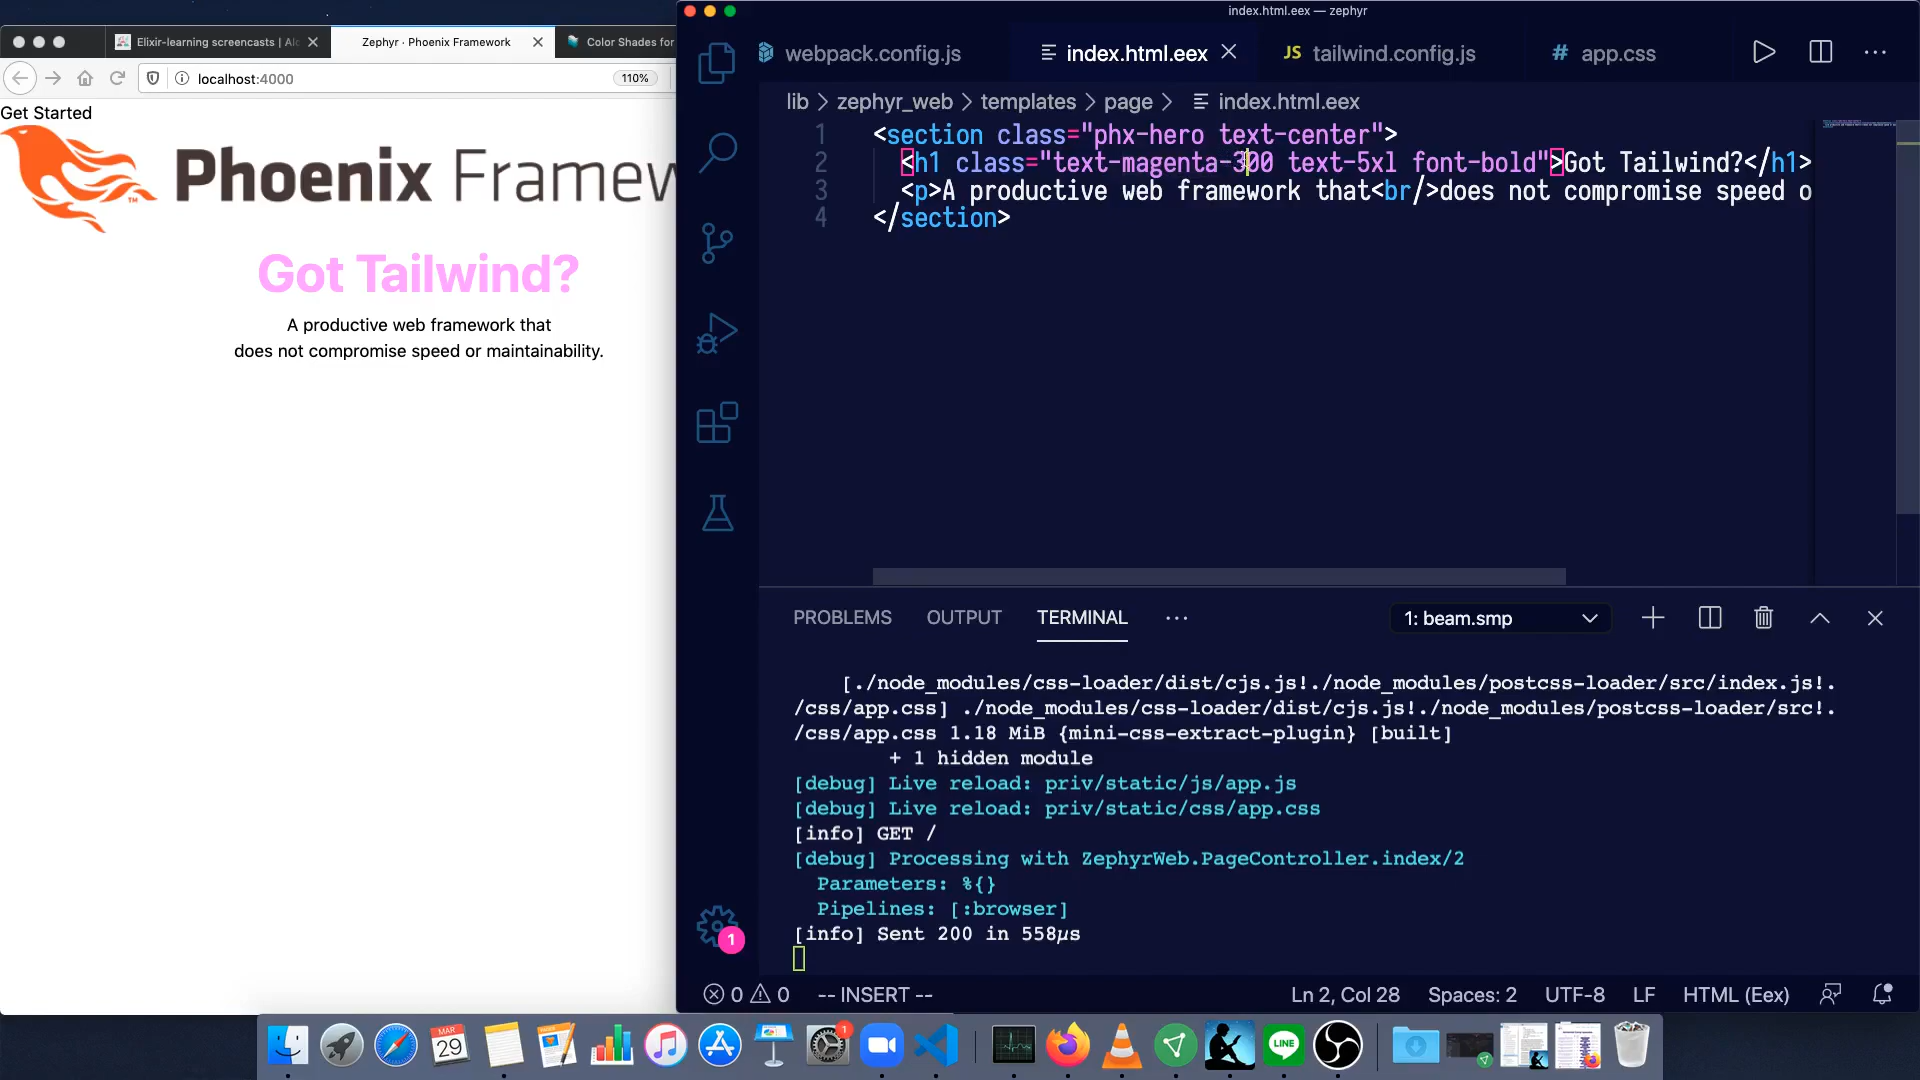 index.html.eex — zephyr
Elixir-learning screencasts | Alc
Zephyr · Phoenix Framework
Color Shades for
localhost:4000
110%
Get Started
Phoenix Framew
Got Tailwind?
A productive web framework that
does not compromise speed or maintainability.
webpack.config.js
index.html.eex
JS tailwind.config.js
# app.css
lib > zephyr_web > templates > page > index.html.eex
1 <section class="phx-hero text-center">
2 <h1 class="text-magenta-300 text-5xl font-bold">Got Tailwind?</h1>
3 <p>A productive web framework that<br/>does not compromise speed o
4 </section>
PROBLEMS OUTPUT TERMINAL ···
1: beam.smp
[./node_modules/css-loader/dist/cjs.js!./node_modules/postcss-loader/src/index.js!.
/css/app.css] ./node_modules/css-loader/dist/cjs.js!./node_modules/postcss-loader/src!.
/css/app.css 1.18 MiB {mini-css-extract-plugin} [built]
+ 1 hidden module
[debug] Live reload: priv/static/js/app.js
[debug] Live reload: priv/static/css/app.css
[info] GET /
[debug] Processing with ZephyrWeb.PageController.index/2
Parameters: %{}
Pipelines: [:browser]
[info] Sent 200 in 558µs
1
0 0 -- INSERT --
Ln 2, Col 28 Spaces: 2 UTF-8 LF HTML (Eex)
MAR
29
1
LINE